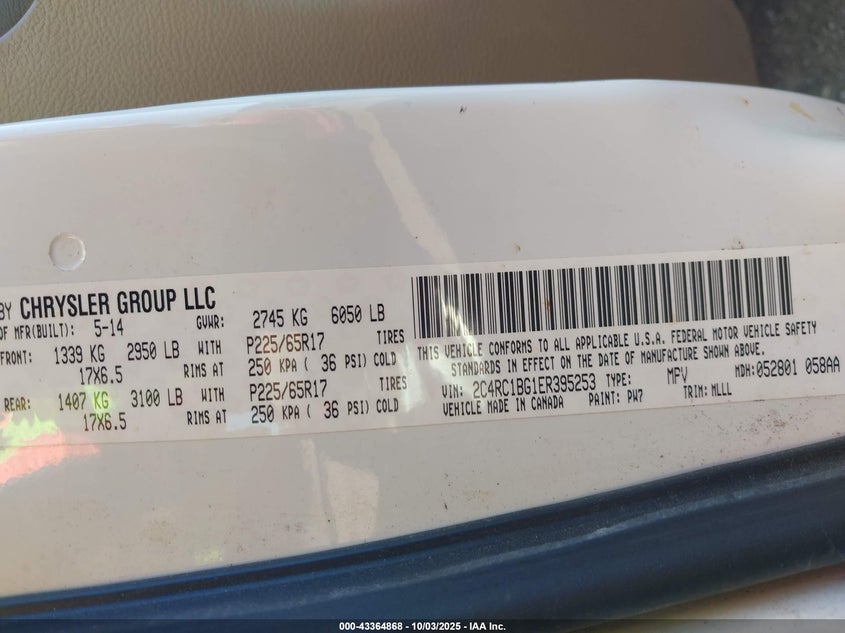 BY CHRYSLER GROUP LLC
OF MFR(BUILT): 5-14 GVWR: 2745 KG 6050 LB
FRONT: 1339 KG 2950 LB WITH P225/65R17 TIRES
17X6.5 RIMS AT 250 KPA ( 36 PSI) COLD
REAR: 1407 KG 3100 LB WITH P225/65R17 TIRES
17X6.5 RIMS AT 250 KPA ( 36 PSI) COLD
THIS VEHICLE CONFORMS TO ALL APPLICABLE U.S.A. FEDERAL MOTOR VEHICLE SAFETY
STANDARDS IN EFFECT ON THE DATE OF MANUFACTURE SHOWN ABOVE.
VIN: 2C4RC1BG1ER395253 TYPE: MPV MDH:052801 058AA
VEHICLE MADE IN CANADA PAINT: PW7 TRIM: MLLL
000-43364868 - 10/03/2025 - IAA Inc.